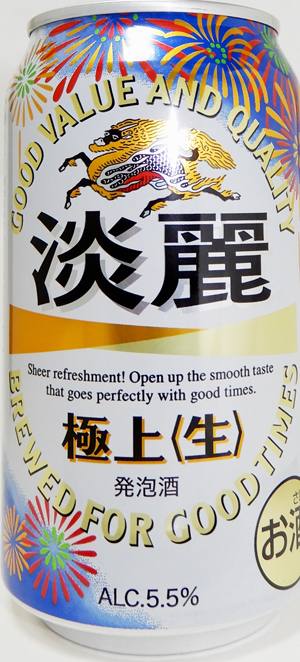 GOOD VALUE AND QUALITY
淡麗
Sheer refreshment! Open up the smooth taste
that goes perfectly with good times.
極上〈生〉
発泡酒
BREWED FOR GOOD TIMES
お酒
ALC.5.5%